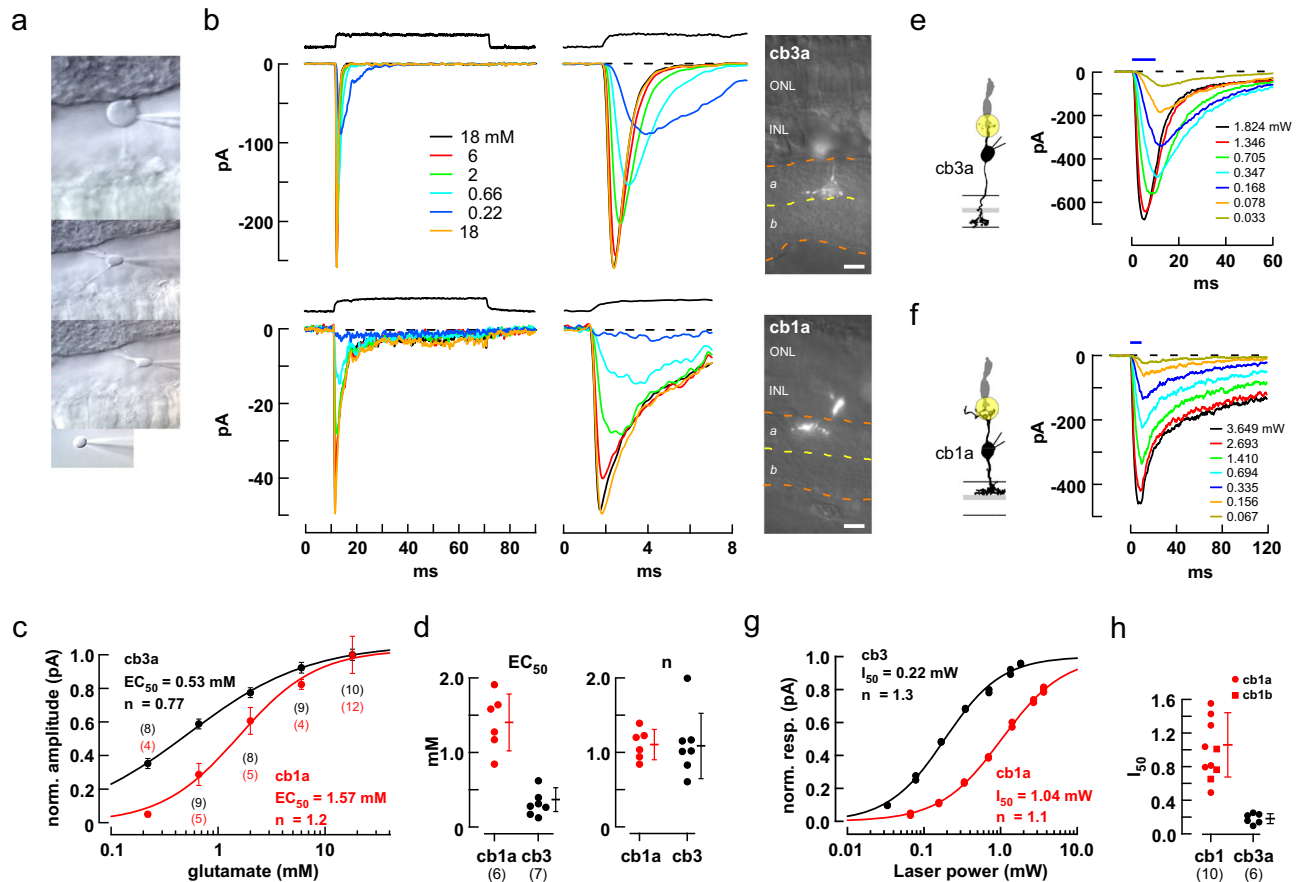 a
b
0
-100
-200
pA
18 mM
6
2
0.66
0.22
18
cb3a
ONL
INL
a
b
0
-20
-40
pA
0 20 40 60 80
ms
0 4 8
ms
cb1a
ONL
INL
a
b
e
cb3a
0
-200
-400
-600
pA
1.824 mW
1.346
0.705
0.347
0.168
0.078
0.033
0 20 40 60
ms
f
cb1a
0
-200
-400
pA
3.649 mW
2.693
1.410
0.694
0.335
0.156
0.067
0 40 80 120
ms
c
norm. amplitude (pA)
1.0
0.8
0.6
0.4
0.2
0.0
cb3a
EC50 = 0.53 mM
n = 0.77
(8)
(4)
(9)
(5)
(8)
(5)
(9)
(4)
(10)
(12)
cb1a
EC50 = 1.57 mM
n = 1.2
0.1 1 10
glutamate (mM)
d
EC50
mM
2.0
1.0
0
cb1a cb3
(6) (7)
n
2.0
1.0
0
cb1a cb3
g
norm. resp. (pA)
1.0
0.8
0.6
0.4
0.2
0.0
cb3
I50 = 0.22 mW
n = 1.3
cb1a
I50 = 1.04 mW
n = 1.1
0.01 0.1 1.0 10.0
Laser power (mW)
h
cb1a
cb1b
I50
1.6
1.2
0.8
0.4
0.0
cb1 cb3a
(10) (6)